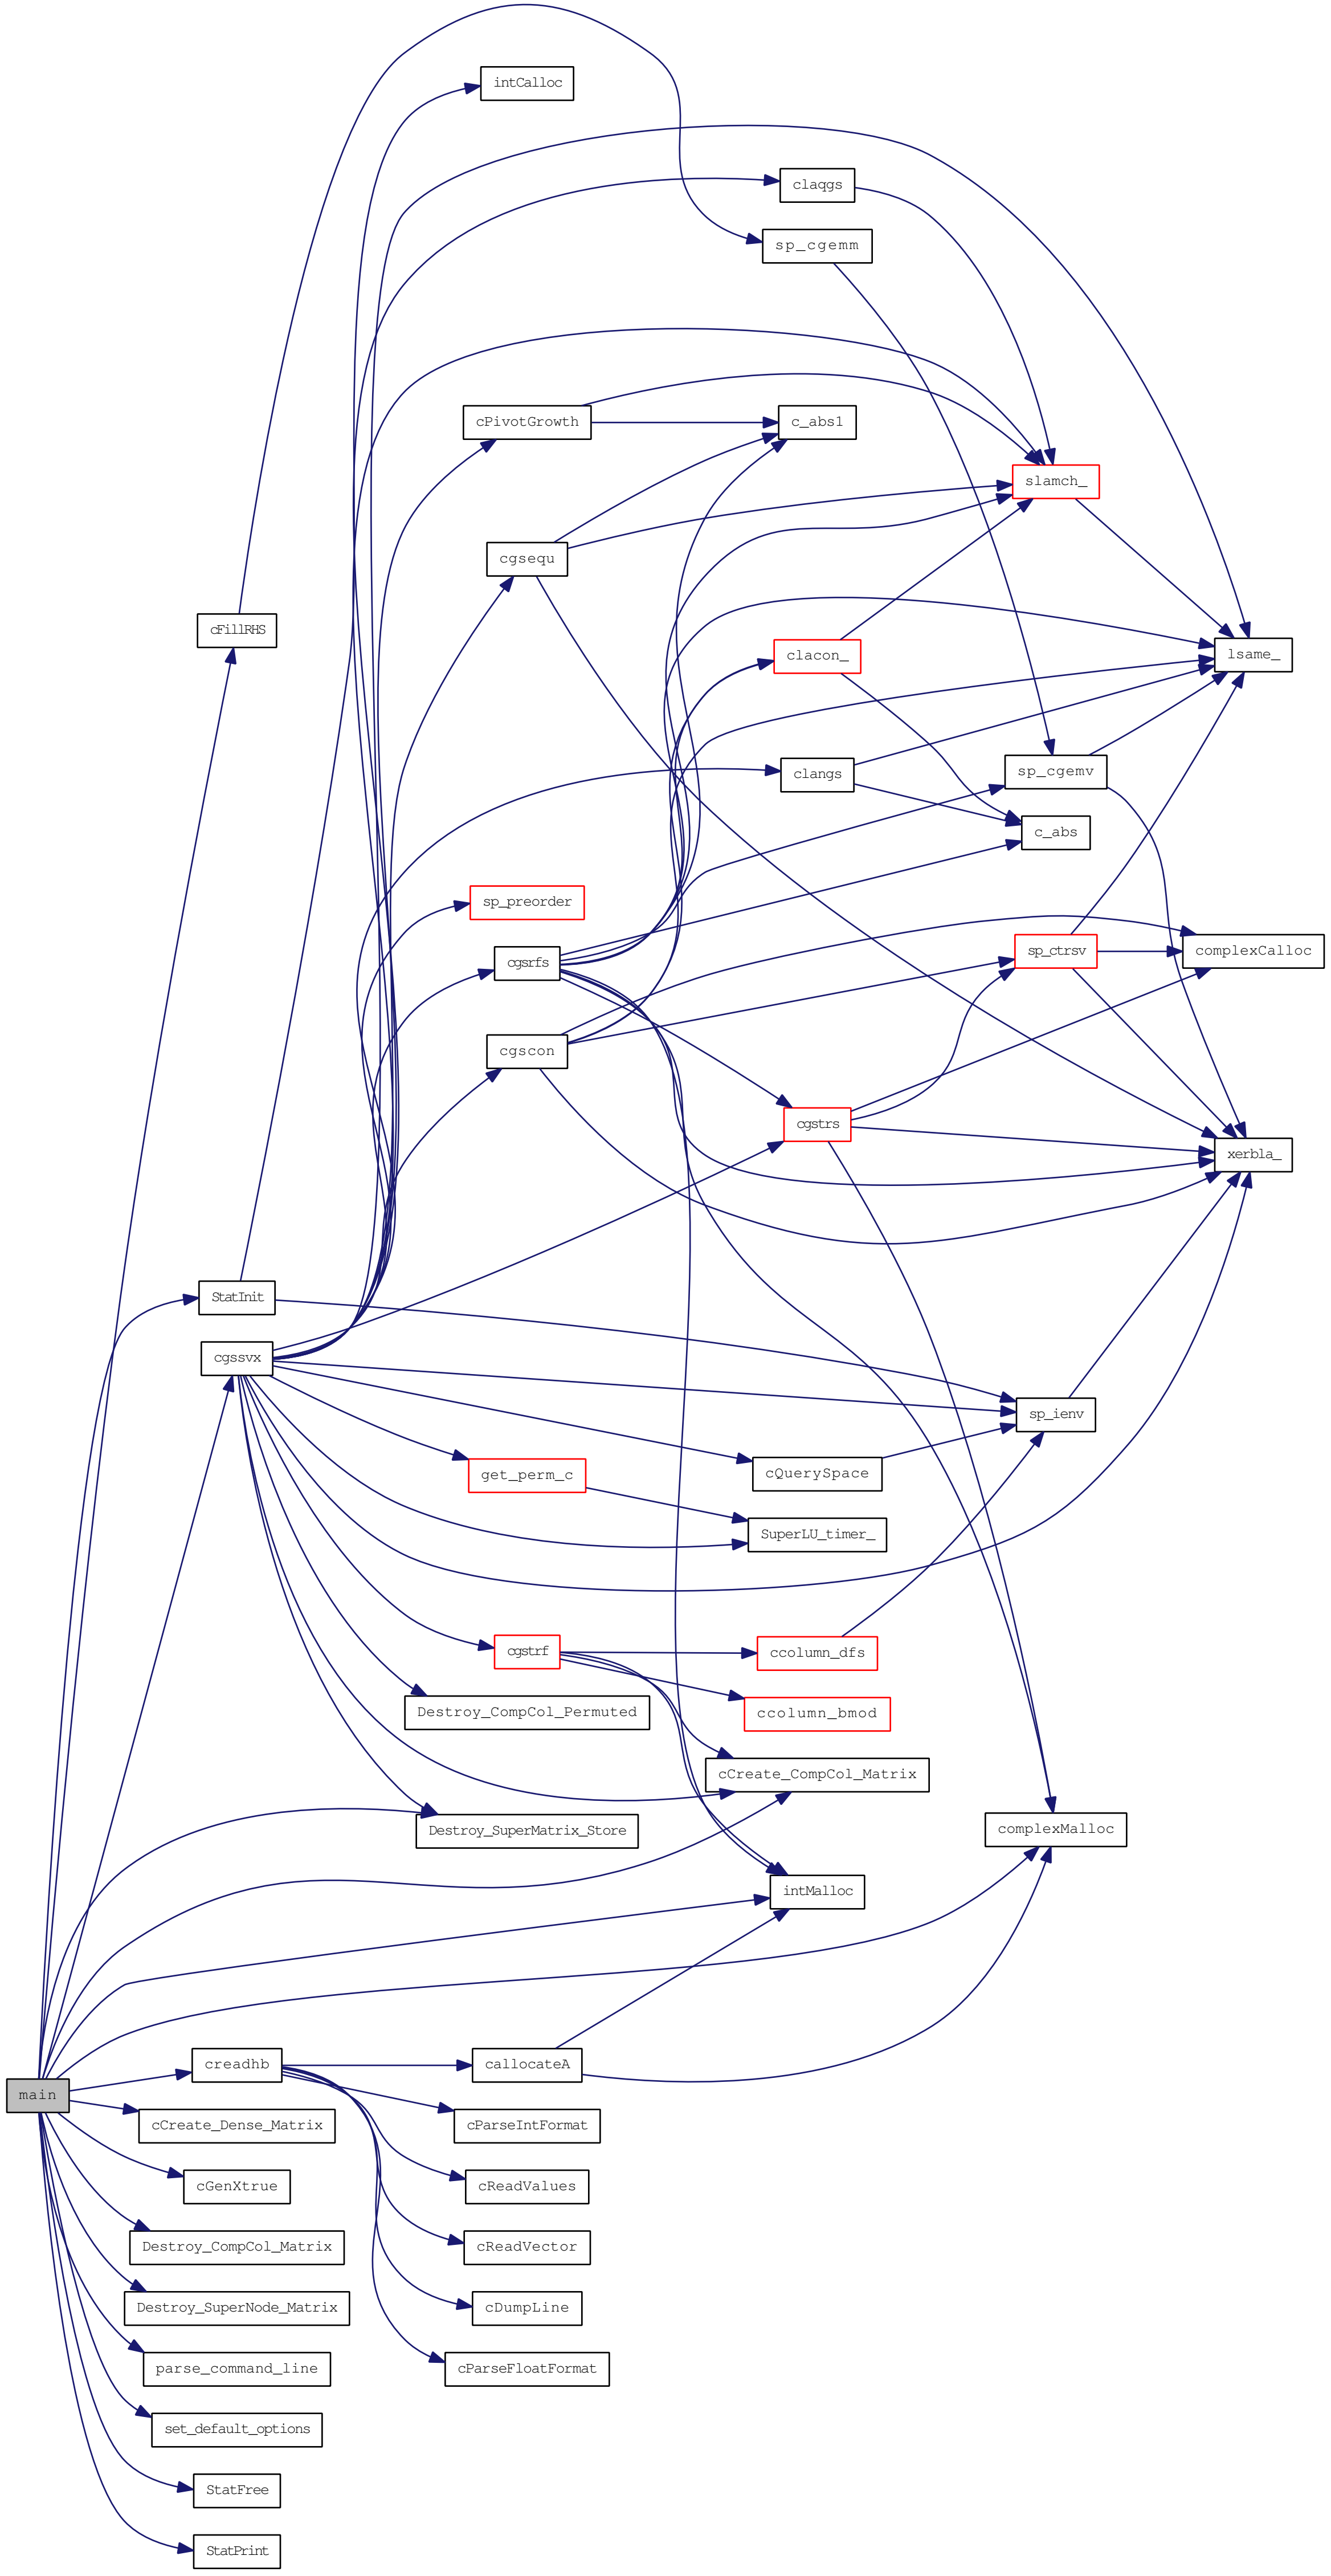 intCalloc
claqgs
sp_cgemm
cPivotGrowth
c_abs1
slamch_
cgsequ
cFillRHS
clacon_
lsame_
clangs
sp_cgemv
c_abs
sp_preorder
cgsrfs
sp_ctrsv
complexCalloc
cgscon
cgstrs
xerbla_
StatInit
cgssvx
sp_ienv
get_perm_c
cQuerySpace
SuperLU_timer_
cgstrf
ccolumn_dfs
Destroy_CompCol_Permuted
ccolumn_bmod
cCreate_CompCol_Matrix
Destroy_SuperMatrix_Store
complexMalloc
intMalloc
creadhb
callocateA
main
cCreate_Dense_Matrix
cParseIntFormat
cGenXtrue
cReadValues
Destroy_CompCol_Matrix
cReadVector
Destroy_SuperNode_Matrix
cDumpLine
parse_command_line
cParseFloatFormat
set_default_options
StatFree
StatPrint